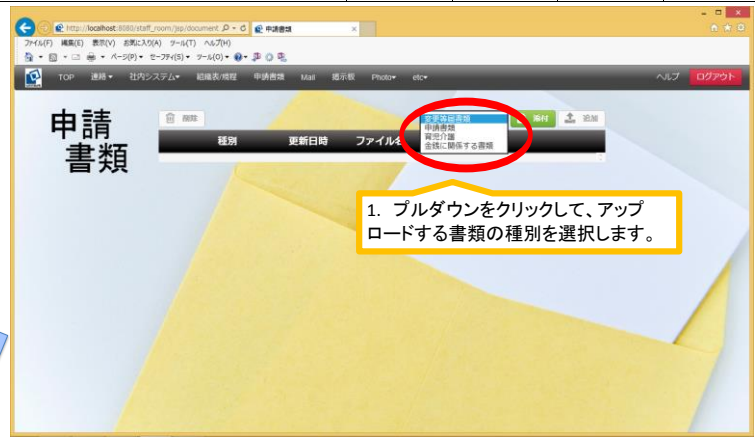 http://localhost:8080/staff_room/jsp/document
申請書類
ファイル(F) 編集(E) 表示(V) お気に入り(A) ツール(T) ヘルプ(H)
ページ(P) セーフティ(S) ツール(O)
TOP 連絡 社内システム 組織表/規程 申請書類 Mail 掲示板 Photo etc ヘルプ ログアウト
申請
書類
削除 変更等届書類 添付 追加
申請書類
育児介護
金銭に関係する書類
種別 更新日時 ファイル名
1. プルダウンをクリックして、アップ
ロードする書類の種別を選択します。